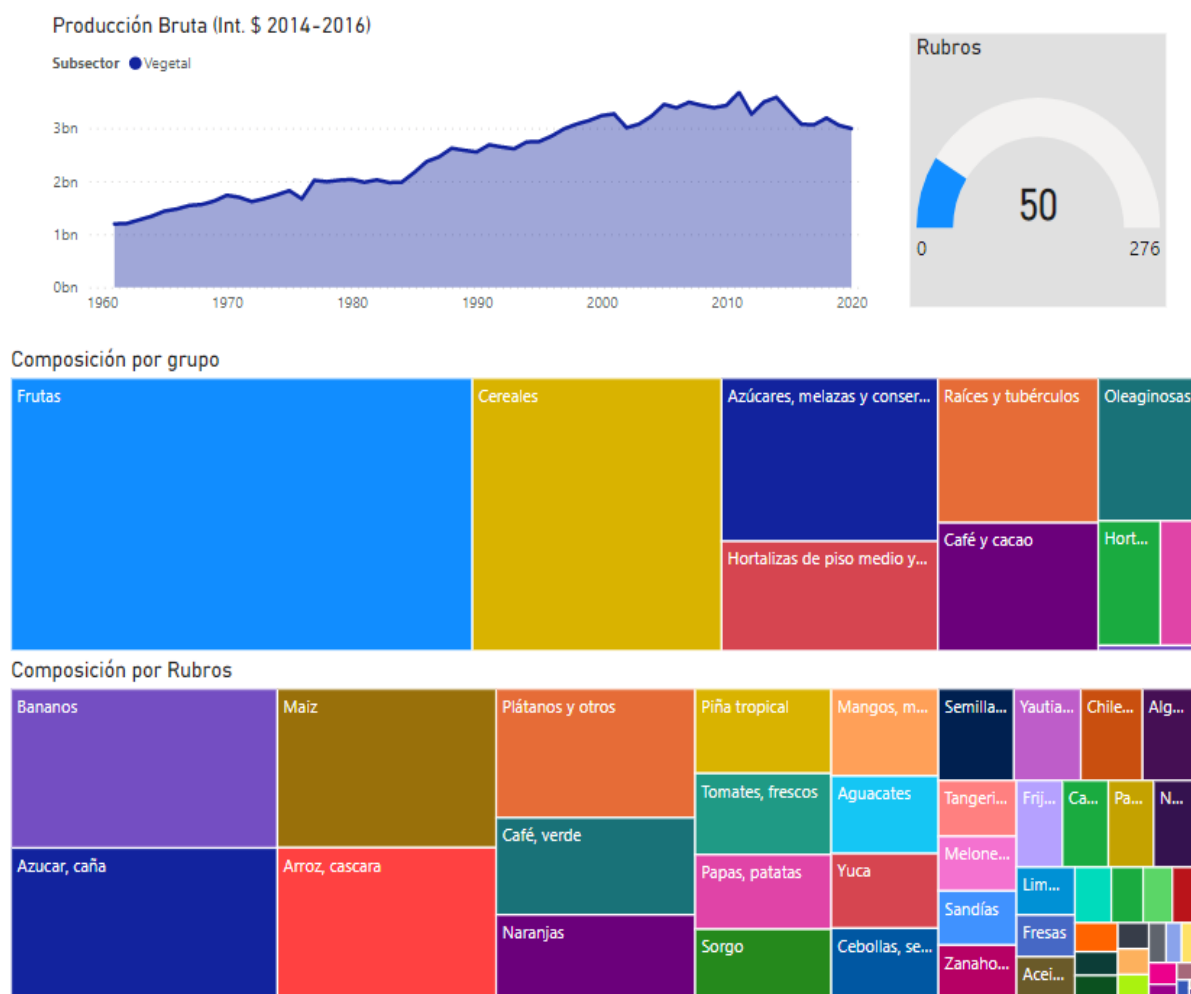 Producción Bruta (Int. $ 2014-2016)
Subsector Vegetal
3bn
2bn
1bn
0bn
1960 1970 1980 1990 2000 2010 2020
Rubros
50
0 276
Composición por grupo
Frutas
Cereales
Azúcares, melazas y conser...
Raíces y tubérculos
Oleaginosas
Hortalizas de piso medio y...
Café y cacao
Hort...
Composición por Rubros
Bananos
Maiz
Plátanos y otros
Piña tropical
Mangos, m...
Semilla...
Yautia...
Chile...
Alg...
Tomates, frescos
Aguacates
Tangeri...
Frij...
Ca...
Pa...
N...
Café, verde
Azucar, caña
Arroz, cascara
Papas, patatas
Yuca
Melone...
Lim...
Sandías
Naranjas
Sorgo
Cebollas, se...
Fresas
Zanaho...
Acei...